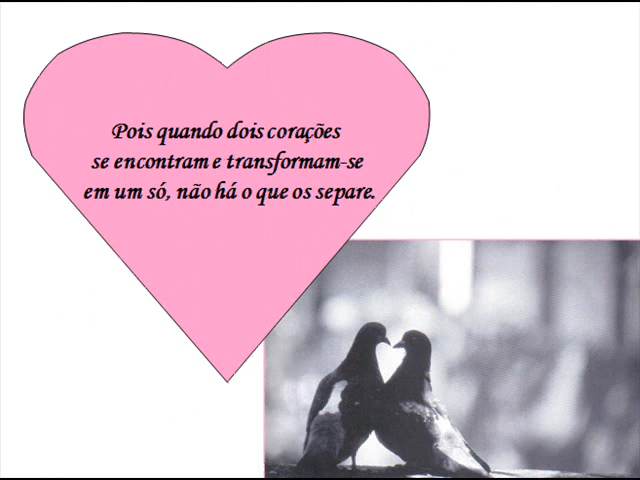 Pois quando dois corações
se encontram e transformam-se
em um só, não há o que os separe.